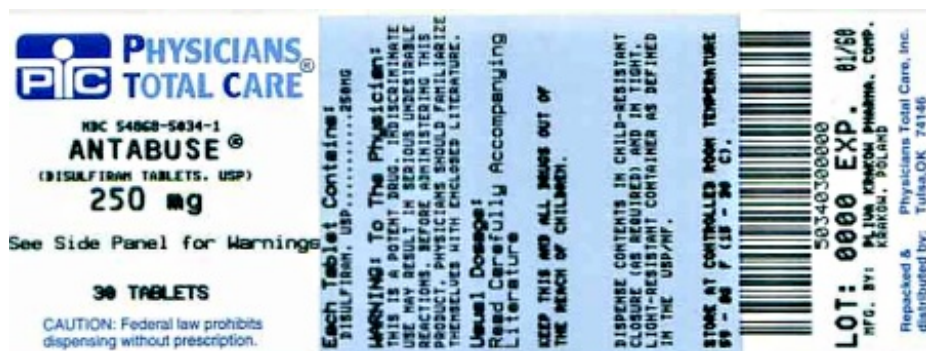 PTC
PHYSICIANS
TOTAL CARE®
NDC 54868-5034-1
ANTABUSE®
(DISULFIRAM TABLETS, USP)
250 mg
See Side Panel for Warnings
30 TABLETS
CAUTION: Federal law prohibits
dispensing without prescription.
Each Tablet Contains:
DISULFIRAM, USP..........250MG
WARNING: To The Physician:
THIS IS A POTENT DRUG. INDISCRIMINATE
USE MAY RESULT IN SERIOUS UNDESIRABLE
REACTIONS. BEFORE ADMINISTERING THIS
PRODUCT, PHYSICIANS SHOULD FAMILIARIZE
THEMSELVES WITH ENCLOSED LITERATURE.
Usual Dosage:
Read Carefully Accompanying
Literature
KEEP THIS AND ALL DRUGS OUT OF
THE REACH OF CHILDREN.
DISPENSE CONTENTS IN CHILD-RESISTANT
CLOSURE (AS REQUIRED) AND IN TIGHT,
LIGHT-RESISTANT CONTAINER AS DEFINED
IN THE USP/NF.
STORE AT CONTROLLED ROOM TEMPERATURE
59 - 86 F (15 - 30 C).
5034030000
LOT: 0000 EXP. 01/60
MFG. BY: PLIVA KRAKOW PHARMA. COMP.
KRAKOW, POLAND
Repacked & Physicians Total Care, Inc.
distributed by: Tulsa, OK 74146